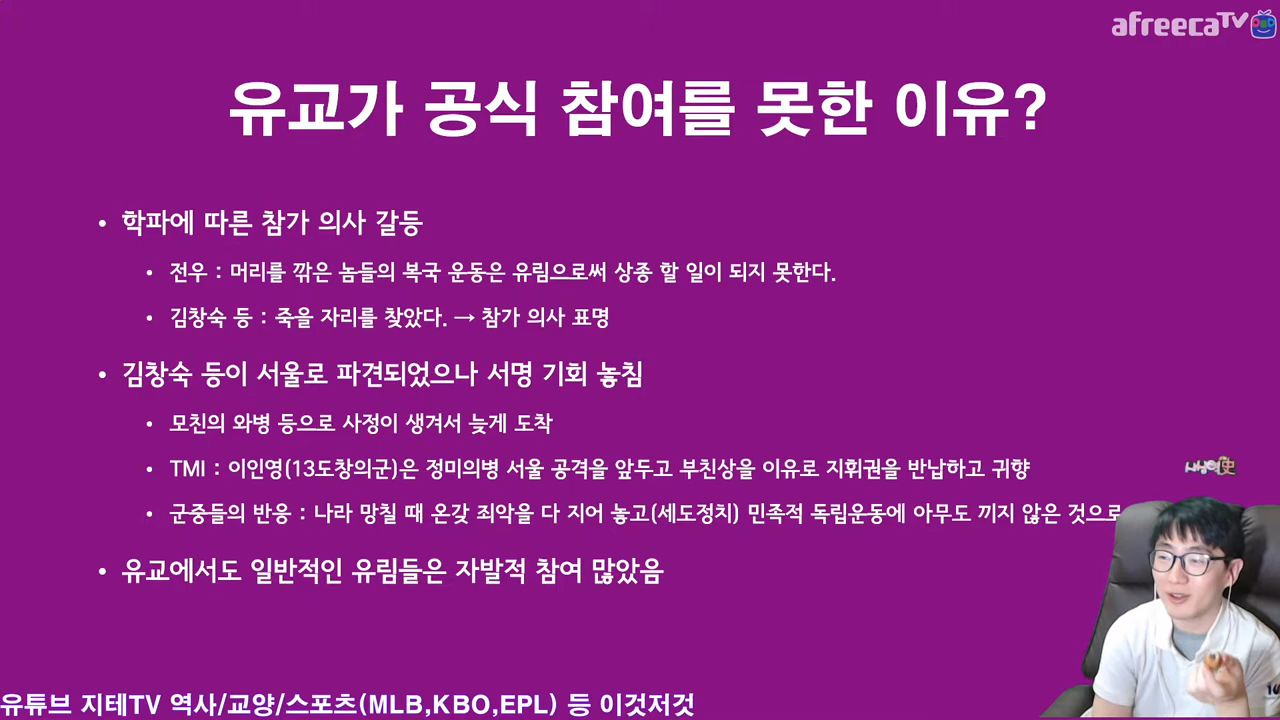 afreecaTV
유교가 공식 참여를 못한 이유?
• 학파에 따른 참가 의사 갈등
• 전우 : 머리를 깎은 놈들의 복국 운동은 유림으로써 상종 할 일이 되지 못한다.
• 김창숙 등 : 죽을 자리를 찾았다. → 참가 의사 표명
• 김창숙 등이 서울로 파견되었으나 서명 기회 놓침
• 모친의 와병 등으로 사정이 생겨서 늦게 도착
• TMI : 이인영(13도창의군)은 정미의병 서울 공격을 앞두고 부친상을 이유로 지휘권을 반납하고 귀향
• 군중들의 반응 : 나라 망칠 때 온갖 죄악을 다 지어 놓고(세도정치) 민족적 독립운동에 아무도 끼지 않은 것으로
• 유교에서도 일반적인 유림들은 자발적 참여 많았음
유튜브 지테TV 역사/교양/스포츠(MLB,KBO,EPL) 등 이것저것